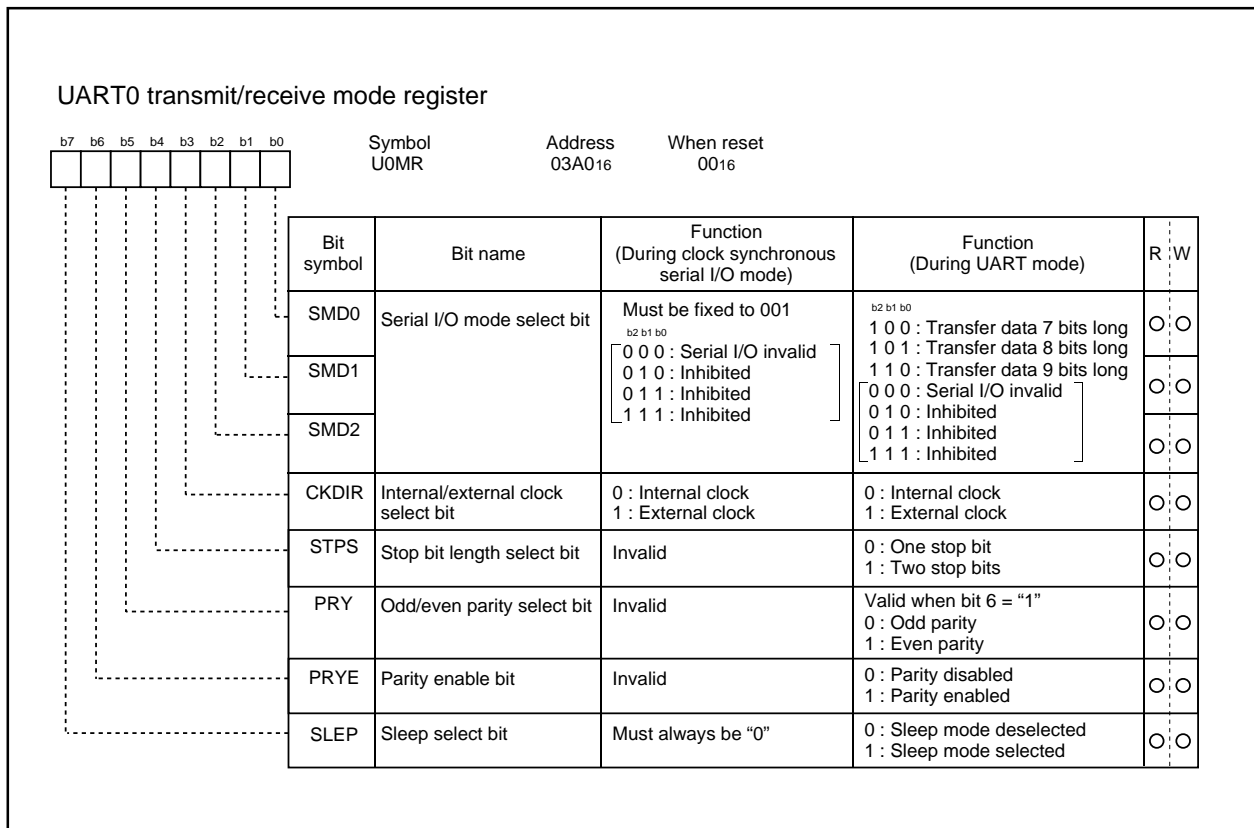 UART0 transmit/receive mode register
b7 b6 b5 b4 b3 b2 b1 b0
Symbol Address When reset
U0MR 03A016 0016
Bit symbol
Bit name
Function
(During clock synchronous
serial I/O mode)
Function
(During UART mode)
R W
SMD0
SMD1
SMD2
Serial I/O mode select bit
Must be fixed to 001
b2 b1 b0
0 0 0 : Serial I/O invalid
0 1 0 : Inhibited
0 1 1 : Inhibited
1 1 1 : Inhibited
b2 b1 b0
1 0 0 : Transfer data 7 bits long
1 0 1 : Transfer data 8 bits long
1 1 0 : Transfer data 9 bits long
0 0 0 : Serial I/O invalid
0 1 0 : Inhibited
0 1 1 : Inhibited
1 1 1 : Inhibited
CKDIR
Internal/external clock
select bit
0 : Internal clock
1 : External clock
0 : Internal clock
1 : External clock
STPS
Stop bit length select bit
Invalid
0 : One stop bit
1 : Two stop bits
PRY
Odd/even parity select bit
Invalid
Valid when bit 6 = “1”
0 : Odd parity
1 : Even parity
PRYE
Parity enable bit
Invalid
0 : Parity disabled
1 : Parity enabled
SLEP
Sleep select bit
Must always be “0”
0 : Sleep mode deselected
1 : Sleep mode selected